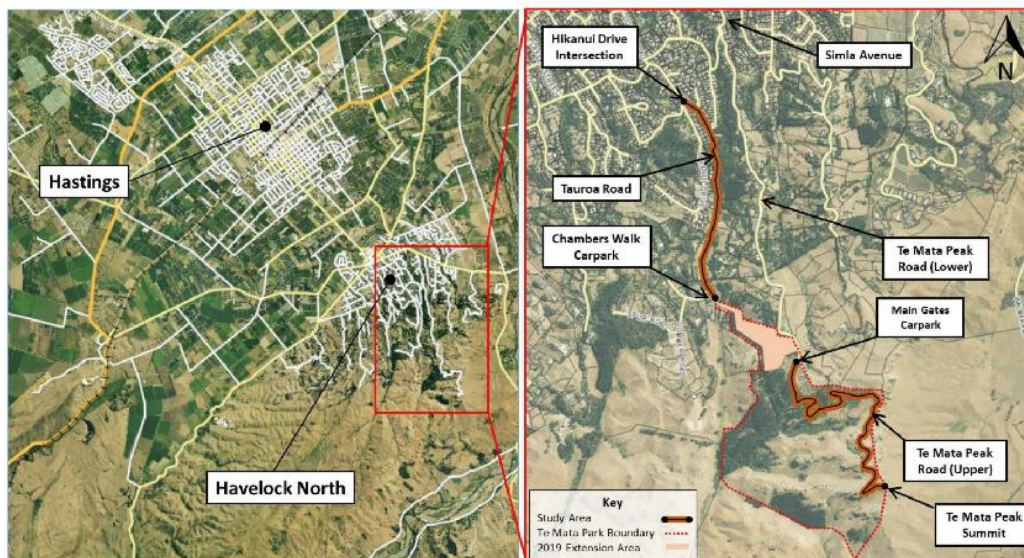 Hastings
Havelock North
Hikanui Drive
Intersection
Simla Avenue
N
Tauroa Road
Chambers Walk
Carpark
Te Mata Peak
Road (Lower)
Main Gates
Carpark
Te Mata Peak
Road (Upper)
Te Mata Peak
Summit
Key
Study Area
Te Mata Park Boundary
2019 Extension Area